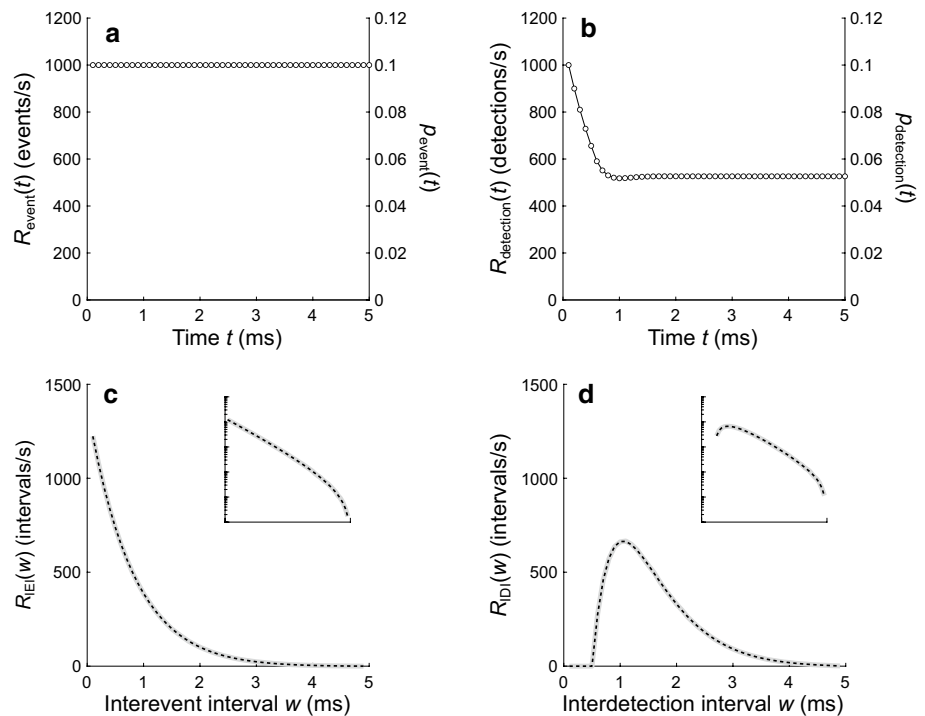 a
1200
1000
800
600
400
200
0
R_event(t) (events/s)
0.12
0.1
0.08
0.06
0.04
0.02
0
p_event(t)
0 1 2 3 4 5
Time t (ms)
b
1200
1000
800
600
400
200
0
R_detection(t) (detections/s)
0.12
0.1
0.08
0.06
0.04
0.02
0
p_detection(t)
0 1 2 3 4 5
Time t (ms)
c
1500
1000
500
0
R_IEI(w) (intervals/s)
0 1 2 3 4 5
Interevent interval w (ms)
d
1500
1000
500
0
R_IDI(w) (intervals/s)
0 1 2 3 4 5
Interdetection interval w (ms)